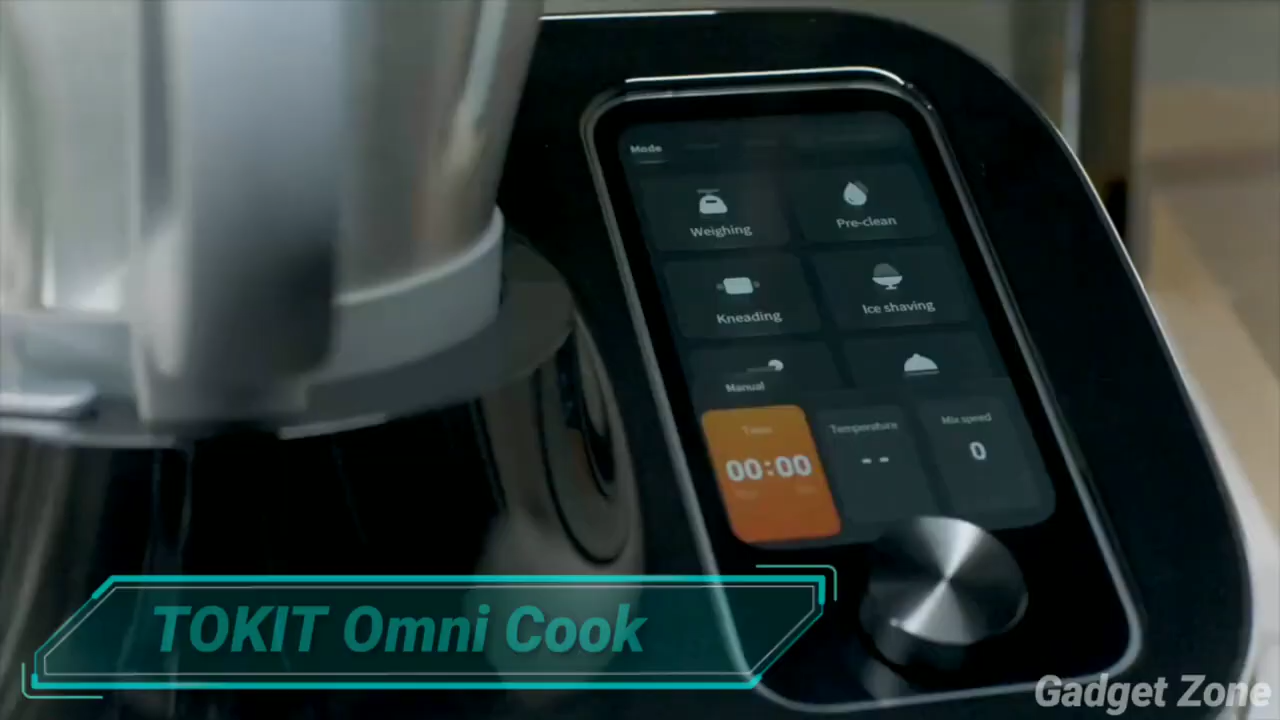 Mode
Weighing
Pre-clean
Kneading
Ice shaving
Manual
Time
00:00
Temperature
--
Mix speed
0
TOKIT Omni Cook
Gadget Zone